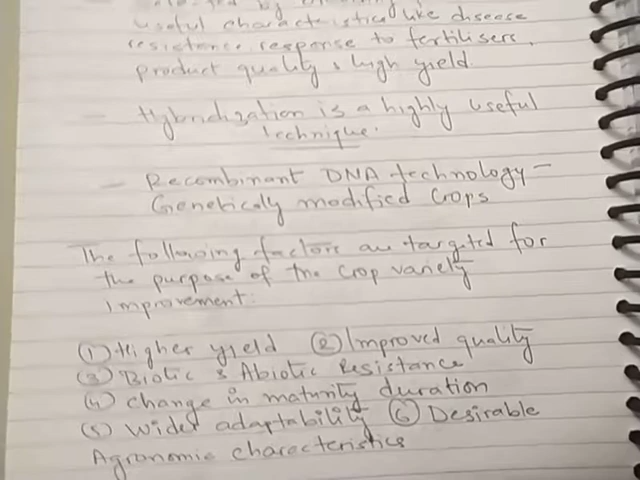 useful characteristics like disease
resistance, response to fertilisers,
product quality & high yield
- Hybridization is a highly useful
technique.
- Recombinant DNA technology -
Genetically modified Crops
The following factors are targeted for
the purpose of the Crop variety
improvement:
(1) Higher yield (2) Improved quality
(3) Biotic & Abiotic Resistance
(4) change in maturity duration
(5) wider adaptability (6) Desirable
Agronomic characteristics